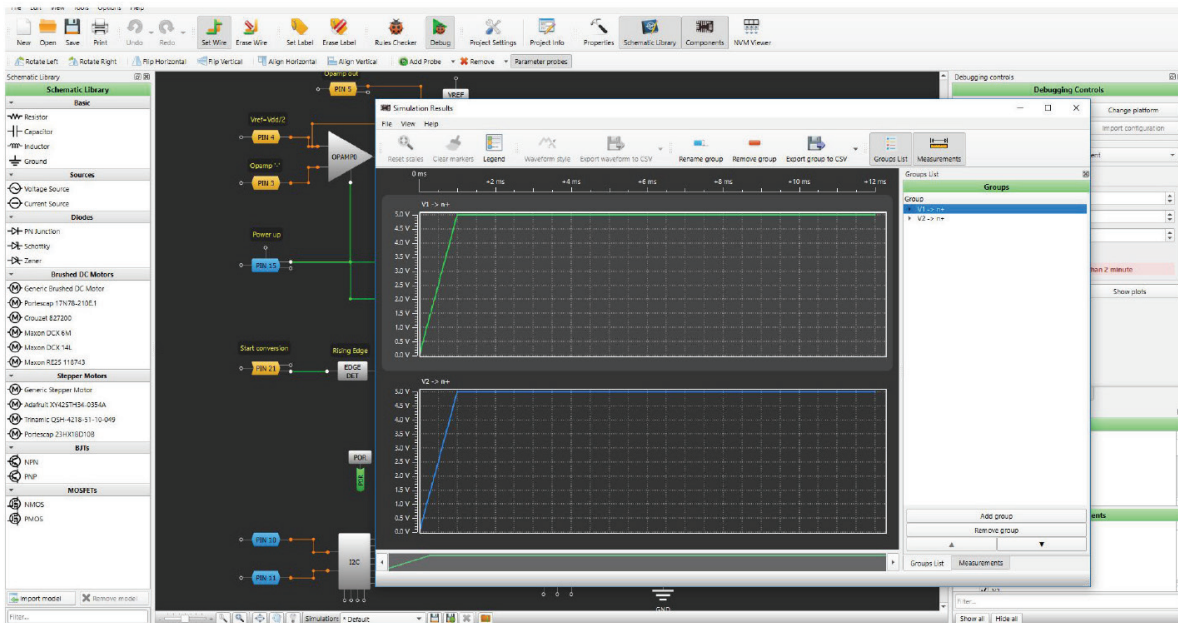 File Edit View Tools Options Help
New Open Save Print Undo Redo Set Wire Erase Wire Set Label Erase Label Rules Checker Debug Project Settings Project Info Properties Schematic Library Components NVM Viewer
Rotate Left Rotate Right Flip Horizontal Flip Vertical Align Horizontal Align Vertical Add Probe Remove Parameter probes
Schematic Library
Schematic Library
Basic
Resistor
Capacitor
Inductor
Ground
Sources
Voltage Source
Current Source
Diodes
PN Junction
Schottky
Zener
Brushed DC Motors
Generic Brushed DC Motor
Portescap 17N78-210E.1
Crouzet 827200
Maxon DCX 6M
Maxon DCX 14L
Maxon RE25 118743
Stepper Motors
Generic Stepper Motor
Adafruit XY42STH34-0354A
Trinamic QSH-4218-51-10-049
Portescap 23HX18D10B
BJTs
NPN
PNP
MOSFETs
NMOS
PMOS
Import model Remove model
Filter...
Opamp out
PIN 5
VREF
Vref=Vdd/2
PIN 4
Opamp '-'
PIN 3
OPAMP0
Power up
PIN 15
Start conversion
PIN 21
Rising Edge
EDGE
DET
POR
PIN 10
PIN 11
I2C
GND
Simulation: * Default
Simulation Results
File View Help
Reset scales Clear markers Legend Waveform style Export waveform to CSV Rename group Remove group Export group to CSV Groups List Measurements
0 ms
+2 ms +4 ms +6 ms +8 ms +10 ms +12 ms
V1 -> n+
5.0 V
4.5 V
4.0 V
3.5 V
3.0 V
2.5 V
2.0 V
1.5 V
1.0 V
0.5 V
0.0 V
V2 -> n+
5.0 V
4.5 V
4.0 V
3.5 V
3.0 V
2.5 V
2.0 V
1.5 V
1.0 V
0.5 V
0.0 V
Groups List
Groups
Group
V1 -> n+
V2 -> n+
Add group
Remove group
Groups List Measurements
Debugging controls
Debugging Controls
Change platform
Import configuration
than 2 minute
Show plots
Filter...
Show all Hide all